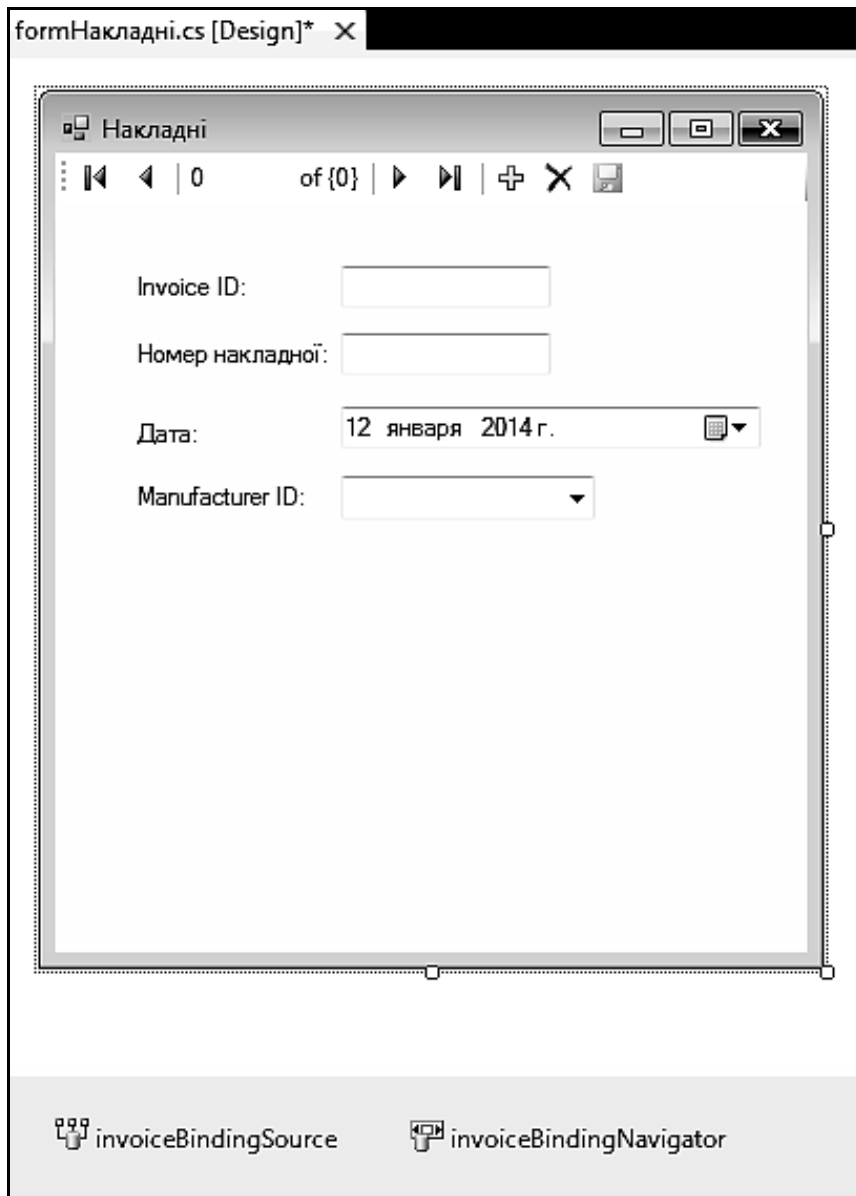 formНакладні.cs [Design]*
Накладні
0 of {0}
Invoice ID:
Номер накладної:
Дата: 12 января 2014 г.
Manufacturer ID:
invoiceBindingSource invoiceBindingNavigator